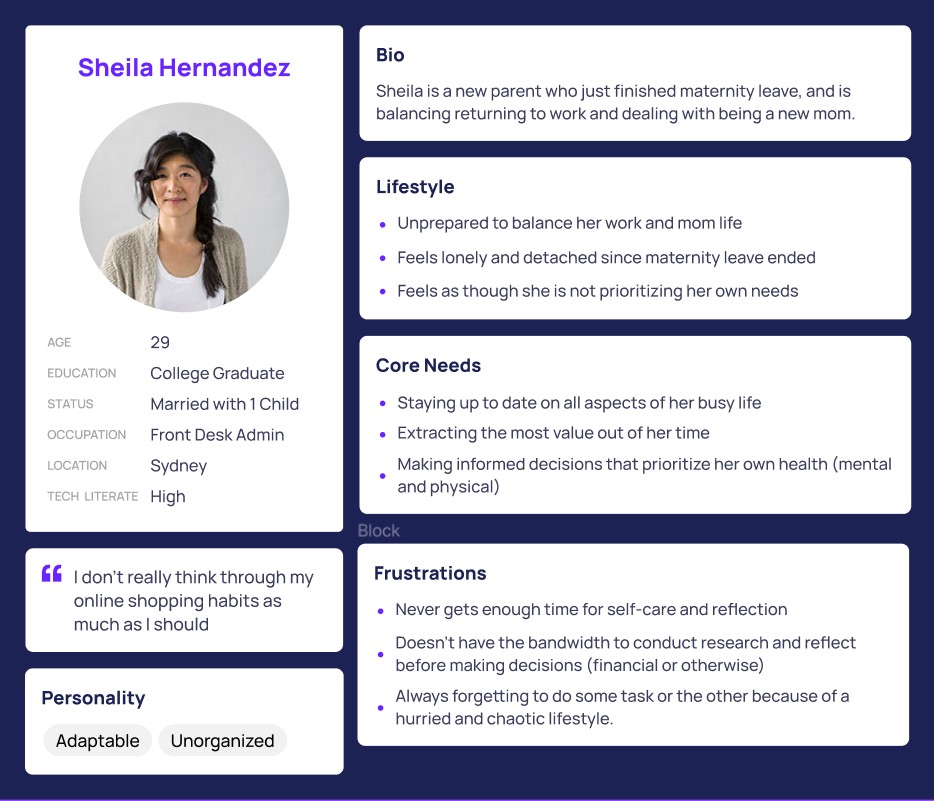 Sheila Hernandez
AGE 29
EDUCATION College Graduate
STATUS Married with 1 Child
OCCUPATION Front Desk Admin
LOCATION Sydney
TECH LITERATE High
“ I don't really think through my
online shopping habits as
much as I should
Personality
Adaptable Unorganized
Bio
Sheila is a new parent who just finished maternity leave, and is
balancing returning to work and dealing with being a new mom.
Lifestyle
• Unprepared to balance her work and mom life
• Feels lonely and detached since maternity leave ended
• Feels as though she is not prioritizing her own needs
Core Needs
• Staying up to date on all aspects of her busy life
• Extracting the most value out of her time
• Making informed decisions that prioritize her own health (mental
and physical)
Block
Frustrations
• Never gets enough time for self-care and reflection
• Doesn't have the bandwidth to conduct research and reflect
before making decisions (financial or otherwise)
• Always forgetting to do some task or the other because of a
hurried and chaotic lifestyle.